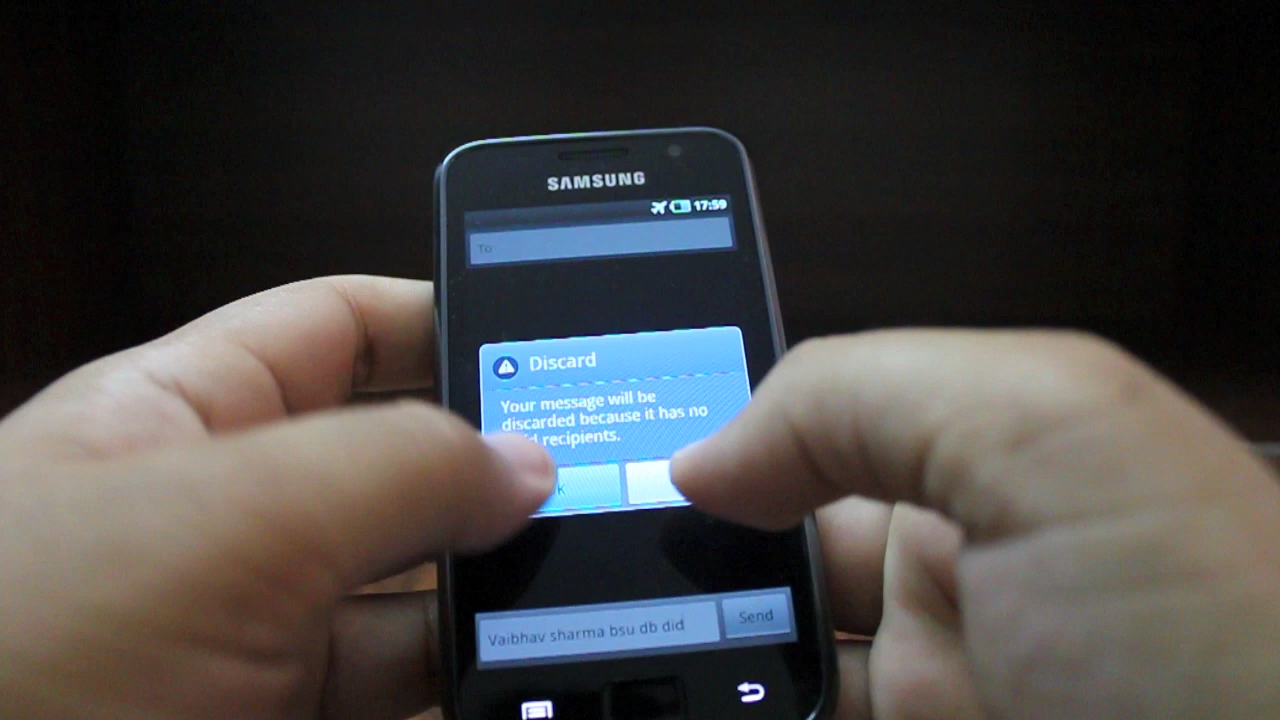 SAMSUNG
17:59
To
Discard
Your message will be
discarded because it has no
recipients.
Vaibhav sharma bsu db did
Send